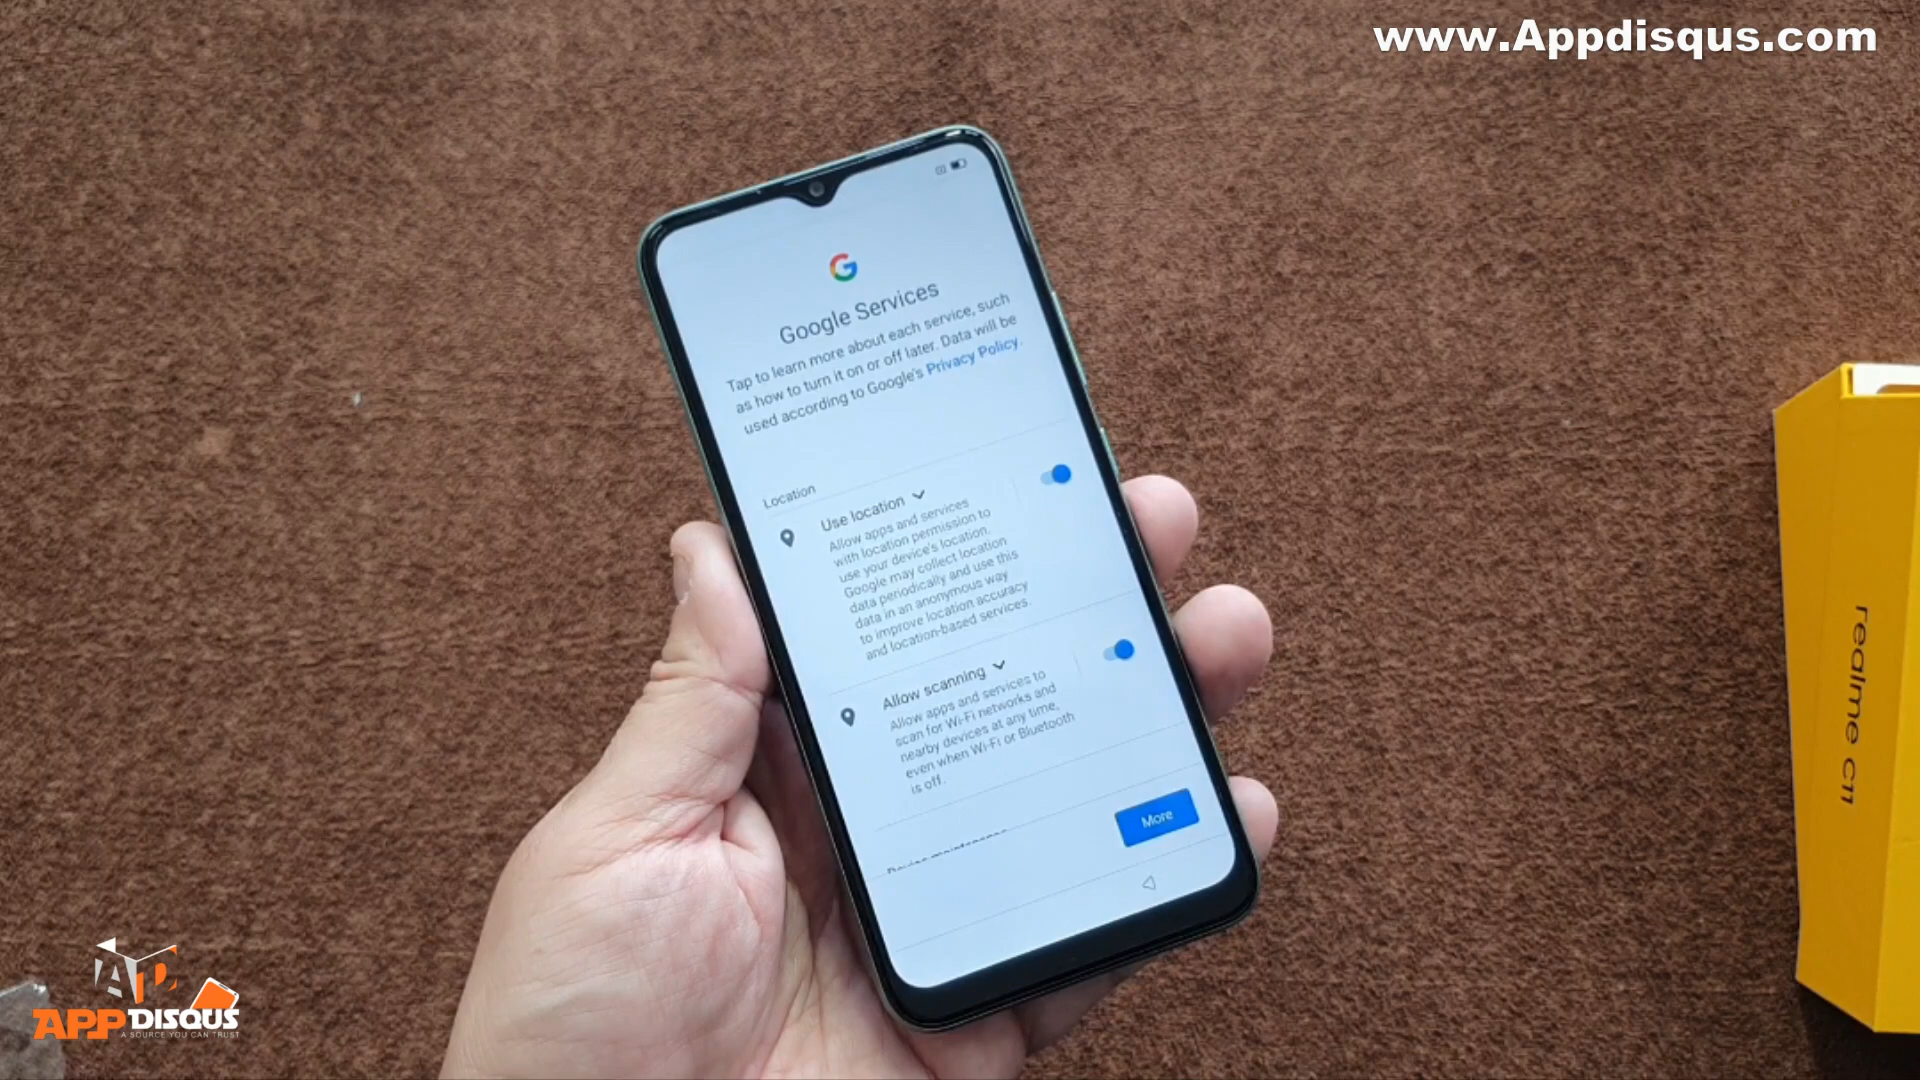 www.Appdisqus.com
Google Services
Tap to learn more about each service, such
as how to turn it on or off later. Data will be
used according to Google's Privacy Policy.
Location
Use location
Allow apps and services
with location permission to
use your device's location.
Google may collect location
data periodically and use this
data in an anonymous way
to improve location accuracy
and location-based services.
Allow scanning
Allow apps and services to
scan for Wi-Fi networks and
nearby devices at any time,
even when Wi-Fi or Bluetooth
is off.
More
realme C11
APPDISQUS
A SOURCE YOU CAN TRUST